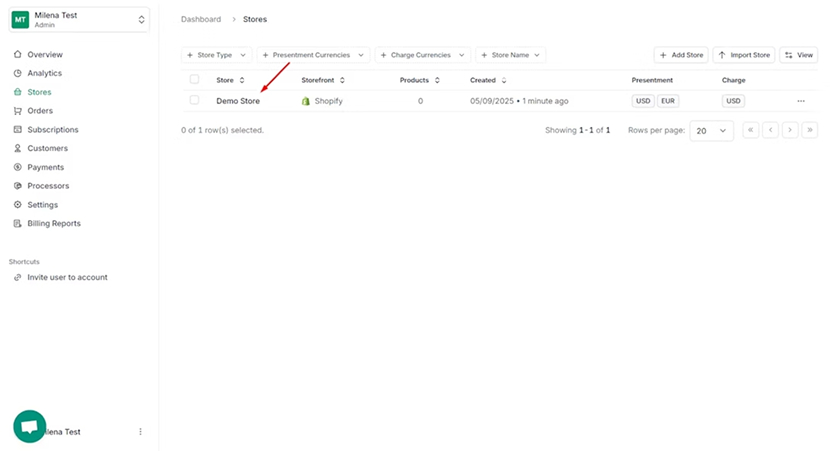 MT
Milena Test
Admin
Overview
Analytics
Stores
Orders
Subscriptions
Customers
Payments
Processors
Settings
Billing Reports
Shortcuts
Invite user to account
Milena Test
Dashboard > Stores
+ Store Type
+ Presentment Currencies
+ Charge Currencies
+ Store Name
+ Add Store
Import Store
View
Store Storefront Products Created Presentment Charge
Demo Store Shopify 0 05/09/2025 • 1 minute ago USD EUR USD ...
0 of 1 row(s) selected.
Showing 1-1 of 1
Rows per page: 20